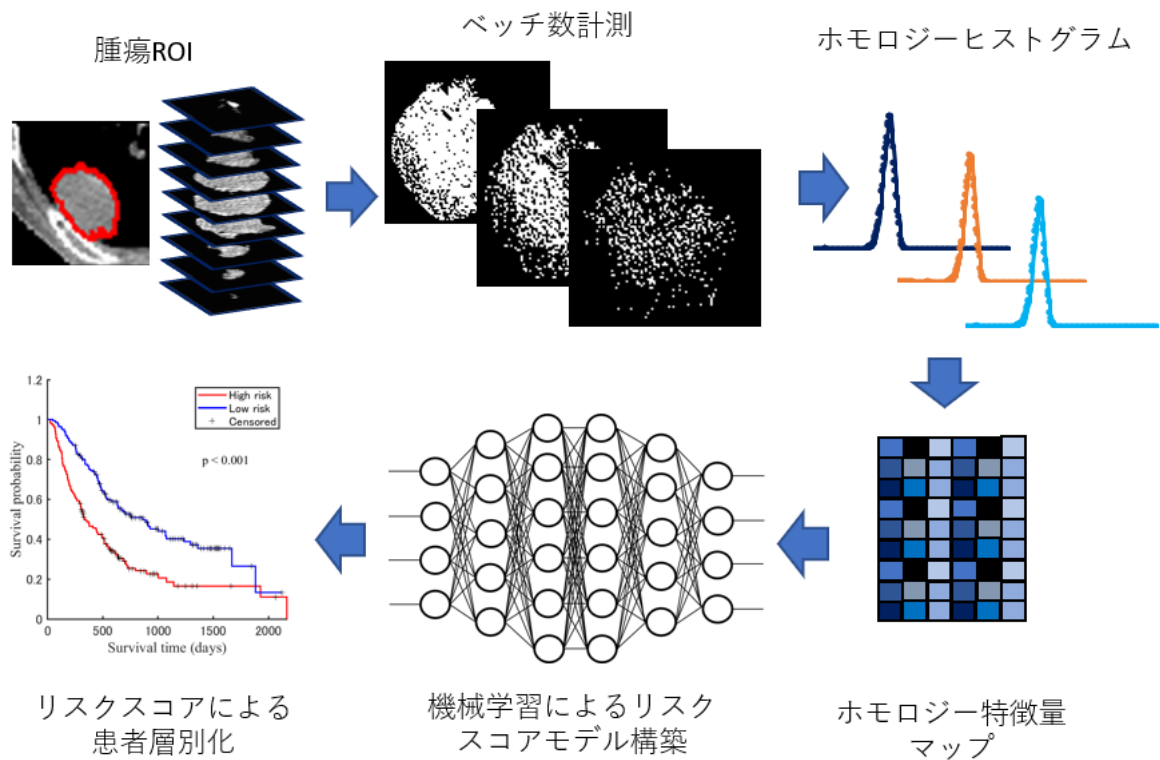 腫瘍ROI
ベッチ数計測
ホモロジーヒストグラム
1.2
1
0.8
0.6
0.4
0.2
0
Survival probability
High risk
Low risk
Censored
p < 0.001
0 500 1000 1500 2000
Survival time (days)
リスクスコアによる
患者層別化
機械学習によるリスク
スコアモデル構築
ホモロジー特徴量
マップ